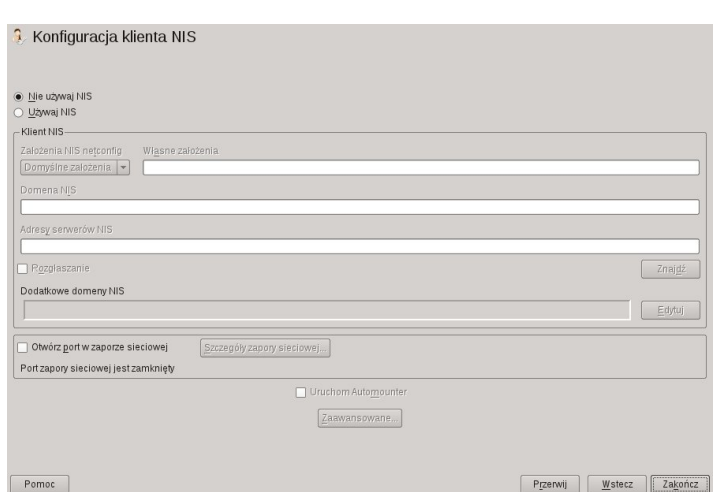 Konfiguracja klienta NIS
Nie używaj NIS
Używaj NIS
Klient NIS
Założenia NIS netconfig Własne założenia
Domyślne założenia
Domena NIS
Adresy serwerów NIS
Rozgłaszanie Znajdź
Dodatkowe domeny NIS
Edytuj
Otwórz port w zaporze sieciowej Szczegóły zapory sieciowej...
Port zapory sieciowej jest zamknięty
Uruchom Automounter
Zaawansowane...
Pomoc Przerwij Wstecz Zakończ